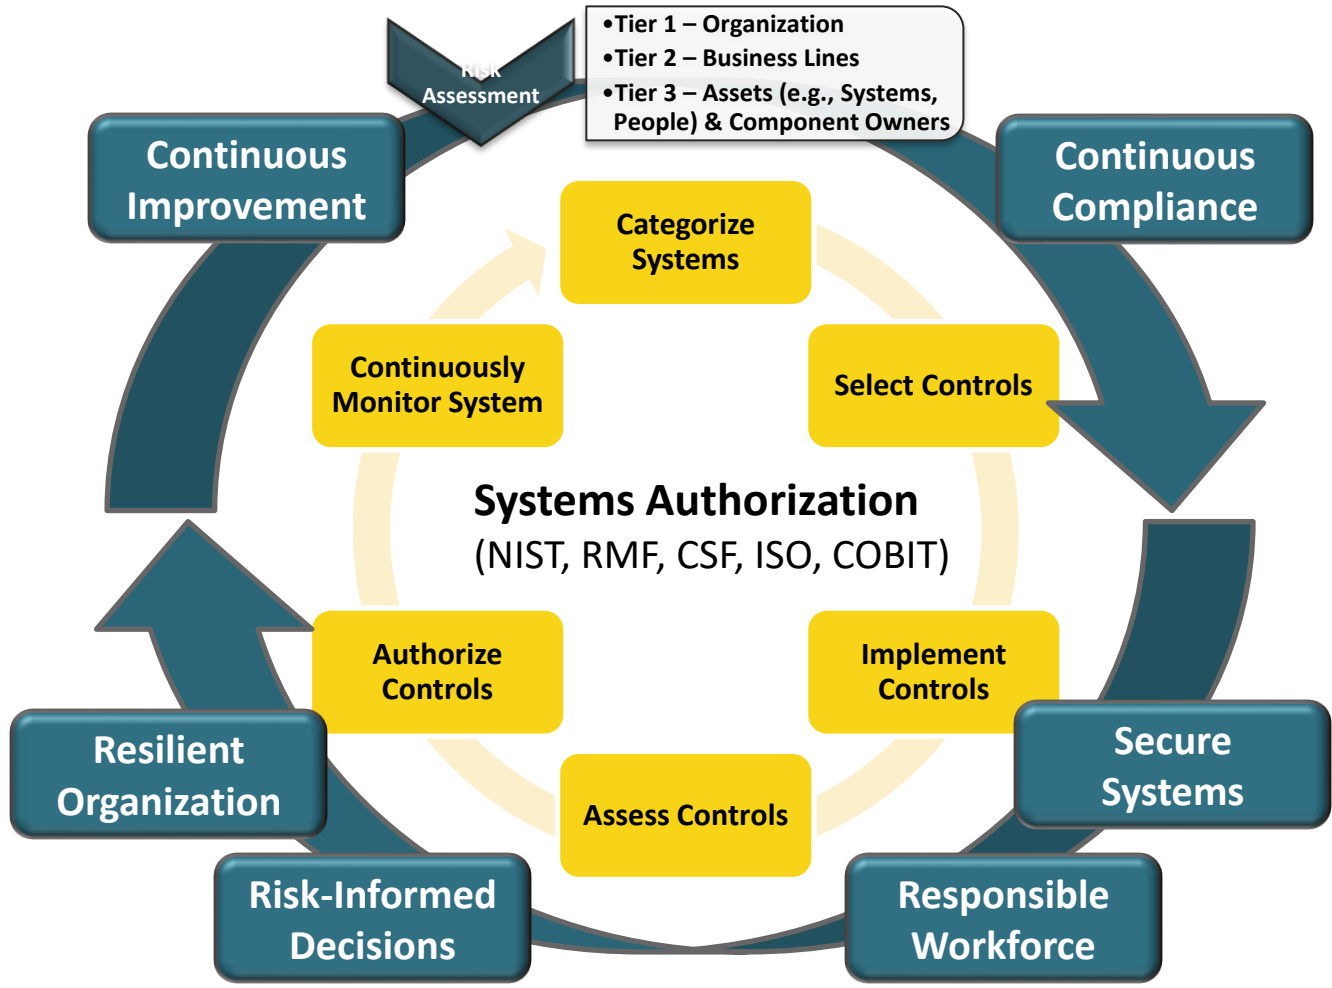 Risk
Assessment
•Tier 1 – Organization
•Tier 2 – Business Lines
•Tier 3 – Assets (e.g., Systems,
People) & Component Owners
Continuous
Improvement
Continuous
Compliance
Categorize
Systems
Continuously
Monitor System
Select Controls
Systems Authorization
(NIST, RMF, CSF, ISO, COBIT)
Authorize
Controls
Implement
Controls
Assess Controls
Resilient
Organization
Secure
Systems
Risk-Informed
Decisions
Responsible
Workforce